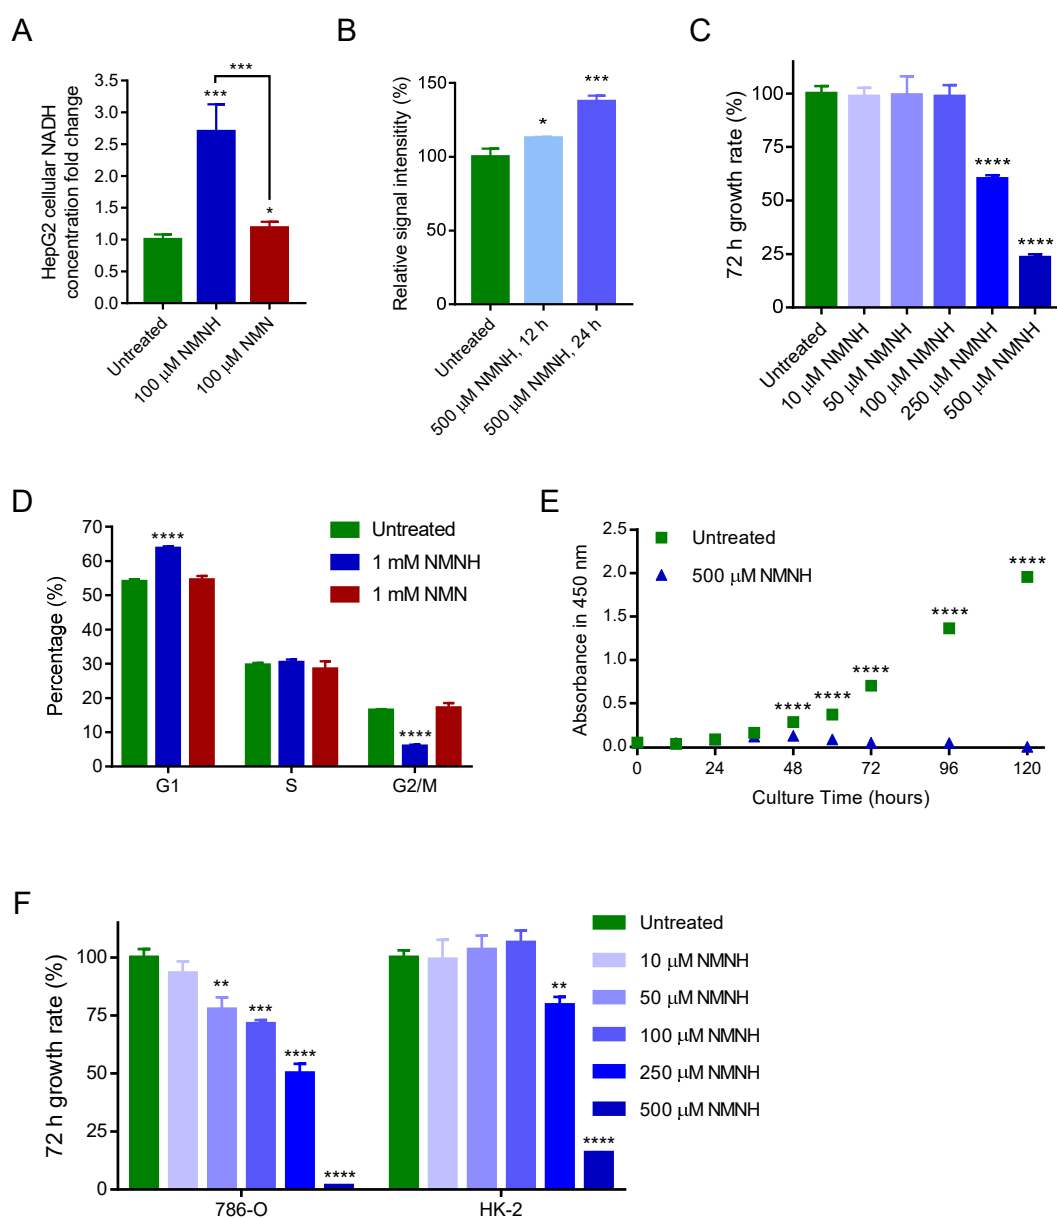 A
HepG2 cellular NADH
concentration fold change
3.5
3.0
2.5
2.0
1.5
1.0
0.5
0.0
***
***
*
Untreated
100 μM NMNH
100 μM NMN
B
Relative signal intensitity (%)
150
100
50
0
*
***
Untreated
500 μM NMNH, 12 h
500 μM NMNH, 24 h
C
72 h growth rate (%)
100
75
50
25
0
****
****
Untreated
10 μM NMNH
50 μM NMNH
100 μM NMNH
250 μM NMNH
500 μM NMNH
D
Percentage (%)
70
60
50
40
30
20
10
0
****
****
G1
S
G2/M
Untreated
1 mM NMNH
1 mM NMN
E
Absorbance in 450 nm
2.5
2.0
1.5
1.0
0.5
0.0
Untreated
500 μM NMNH
****
****
****
****
****
0
24
48
72
96
120
Culture Time (hours)
F
72 h growth rate (%)
100
75
50
25
0
**
***
****
****
**
****
786-O
HK-2
Untreated
10 μM NMNH
50 μM NMNH
100 μM NMNH
250 μM NMNH
500 μM NMNH